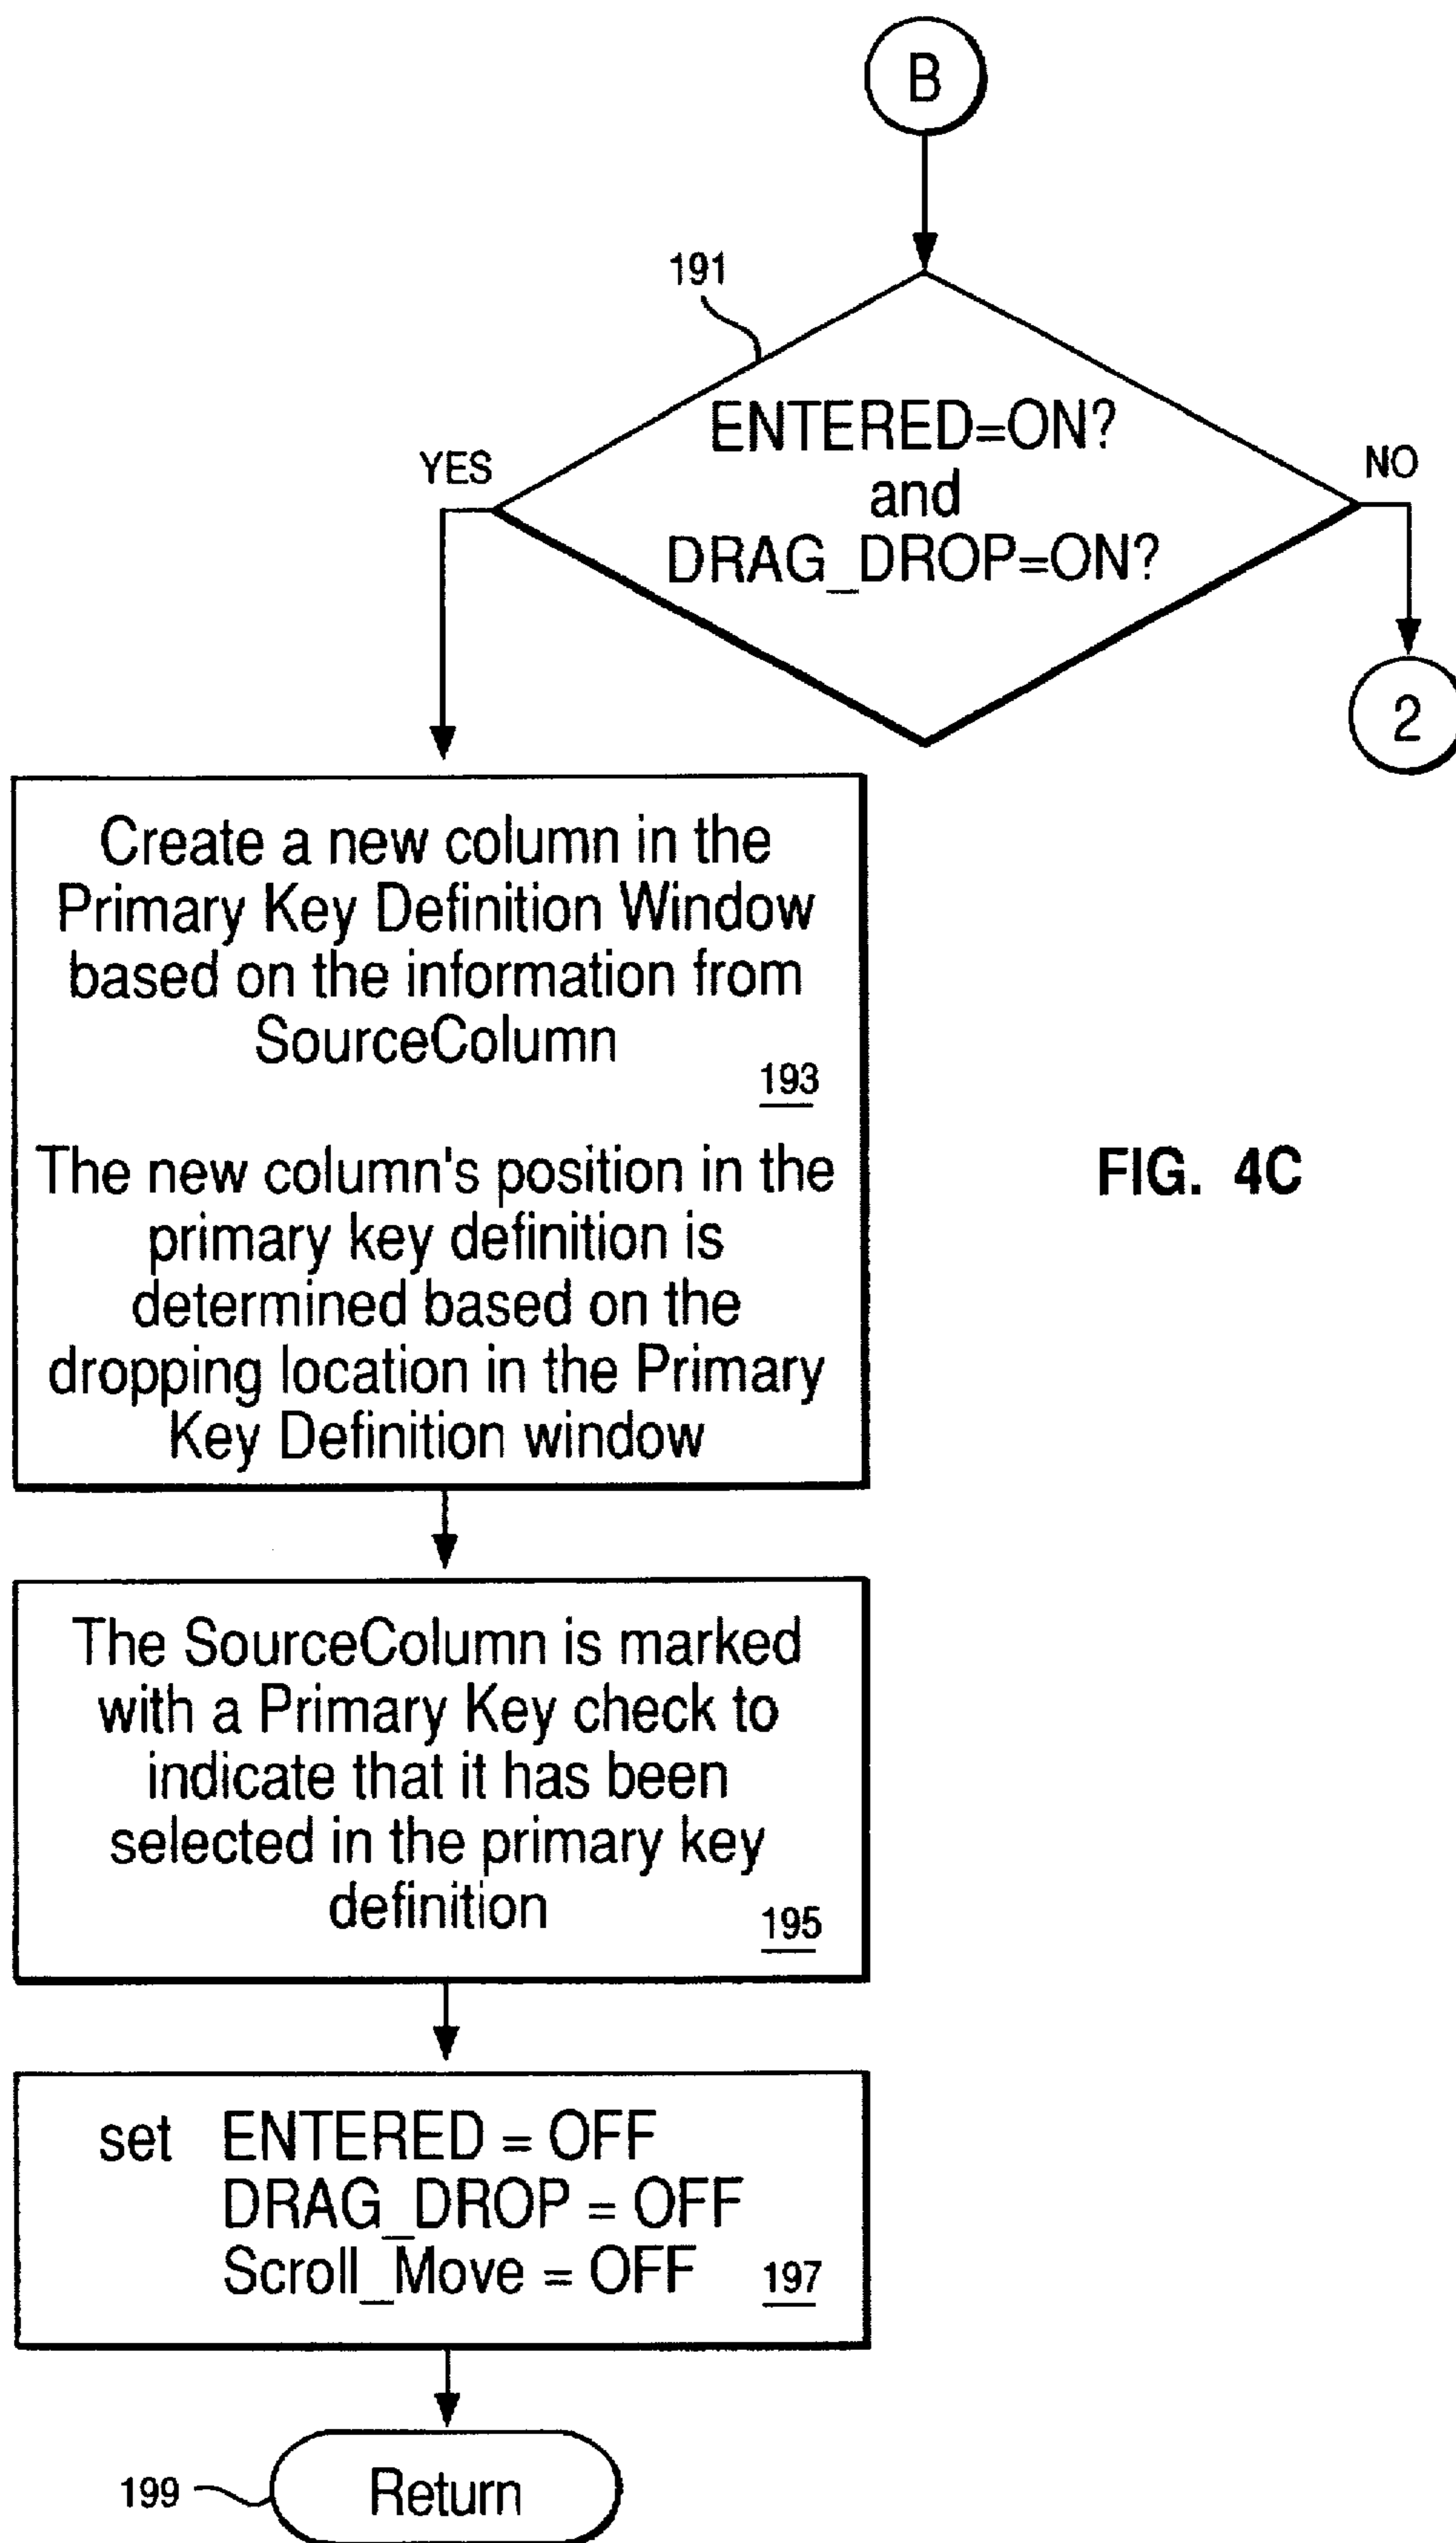 B
191
ENTERED=ON?
and
DRAG_DROP=ON?
YES
NO
2
Create a new column in the
Primary Key Definition Window
based on the information from
SourceColumn
193
The new column's position in the
primary key definition is
determined based on the
dropping location in the Primary
Key Definition window
FIG. 4C
The SourceColumn is marked
with a Primary Key check to
indicate that it has been
selected in the primary key
definition
195
set ENTERED = OFF
DRAG_DROP = OFF
Scroll_Move = OFF
197
199
Return